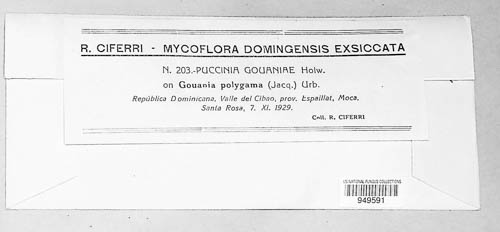 R. CIFERRI - MYCOFLORA DOMINGENSIS EXSICCATA
N. 203.-PUCCINIA GOUANIAE Holw.
on Gouania polygama (Jacq.) Urb.
República Dominicana, Valle del Cibao, prov. Espaillat, Moca,
Santa Rosa, 7. XI. 1929.
Coll. R. CIFERRI
US NATIONAL FUNGUS COLLECTIONS
949591